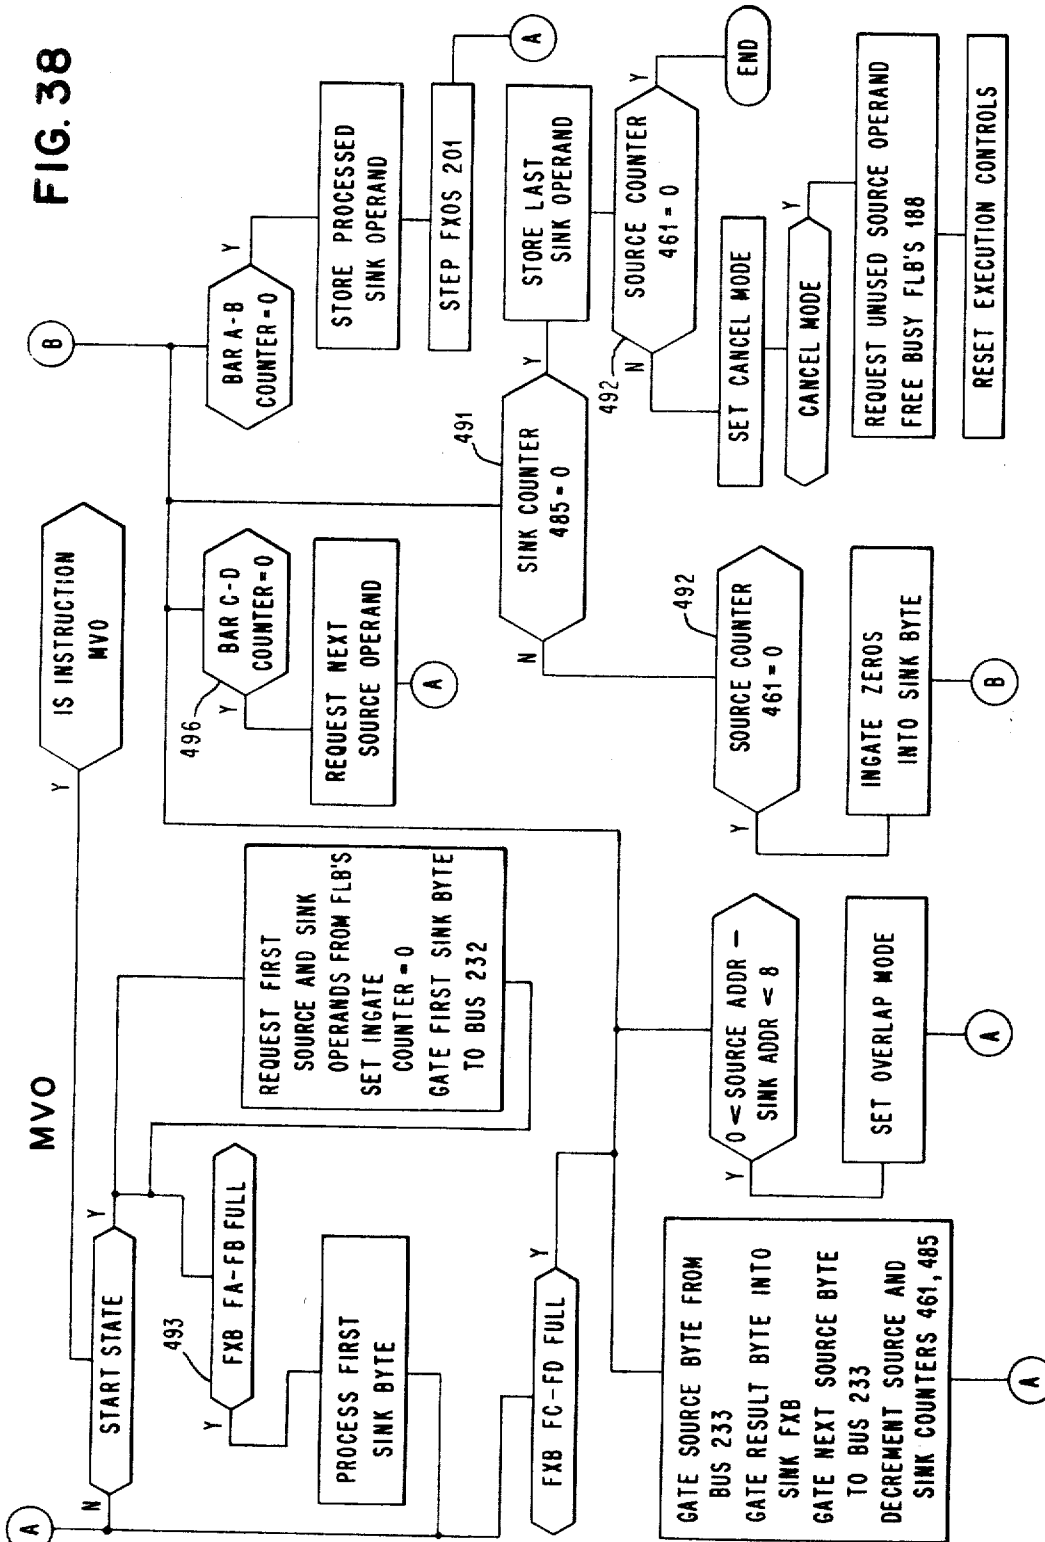 FIG. 38
MVO
IS INSTRUCTION
MVO
Y
A
N
START STATE
Y
REQUEST FIRST
SOURCE AND SINK
OPERANDS FROM FLB'S
SET INGATE
COUNTER = 0
GATE FIRST SINK BYTE
TO BUS 232
493
FXB FA-FB FULL
Y
PROCESS FIRST
SINK BYTE
FXB FC-FD FULL
Y
GATE SOURCE BYTE FROM
BUS 233
GATE RESULT BYTE INTO
SINK FXB
GATE NEXT SOURCE BYTE
TO BUS 233
DECREMENT SOURCE AND
SINK COUNTERS 461, 485
A
0 < SOURCE ADDR –
SINK ADDR < 8
Y
SET OVERLAP MODE
A
B
BAR A-B
COUNTER = 0
Y
STORE PROCESSED
SINK OPERAND
STEP FXOS 201
A
496
BAR C-D
COUNTER = 0
Y
REQUEST NEXT
SOURCE OPERAND
A
491
SINK COUNTER
485 = 0
Y
N
STORE LAST
SINK OPERAND
492
SOURCE COUNTER
461 = 0
Y
N
END
SET CANCEL MODE
CANCEL MODE
Y
REQUEST UNUSED SOURCE OPERAND
FREE BUSY FLB'S 188
RESET EXECUTION CONTROLS
492
SOURCE COUNTER
461 = 0
Y
INGATE ZEROS
INTO SINK BYTE
B